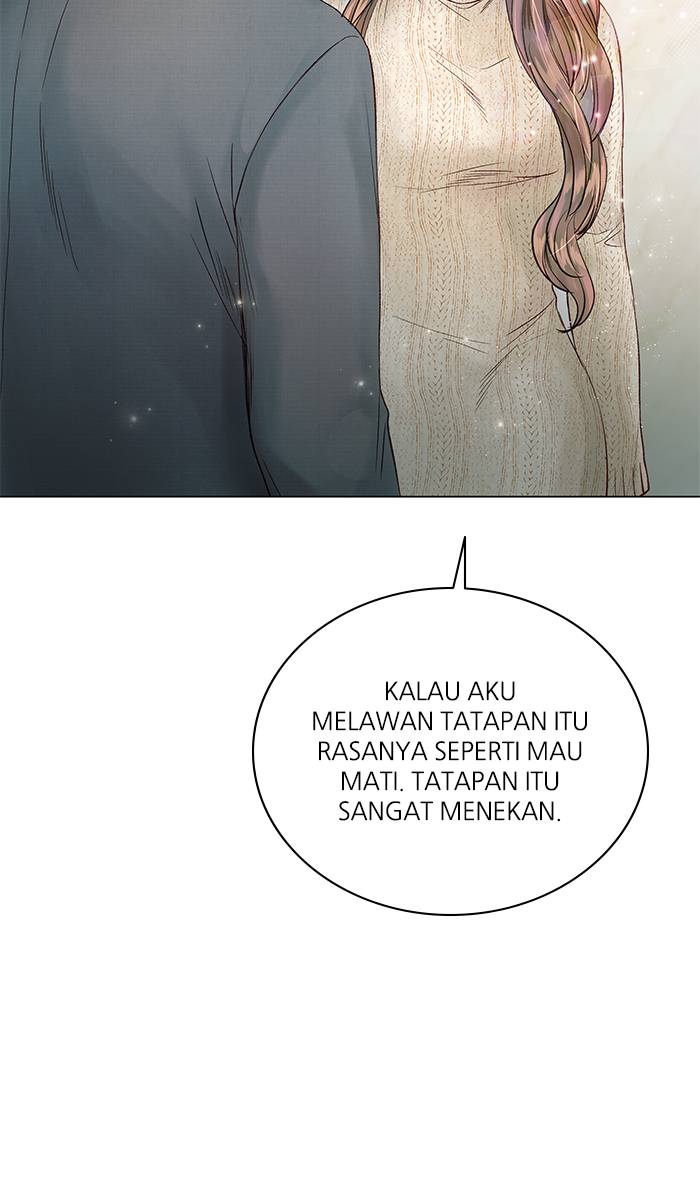 KALAU AKU
MELAWAN TATAPAN ITU
RASANYA SEPERTI MAU
MATI. TATAPAN ITU
SANGAT MENEKAN.